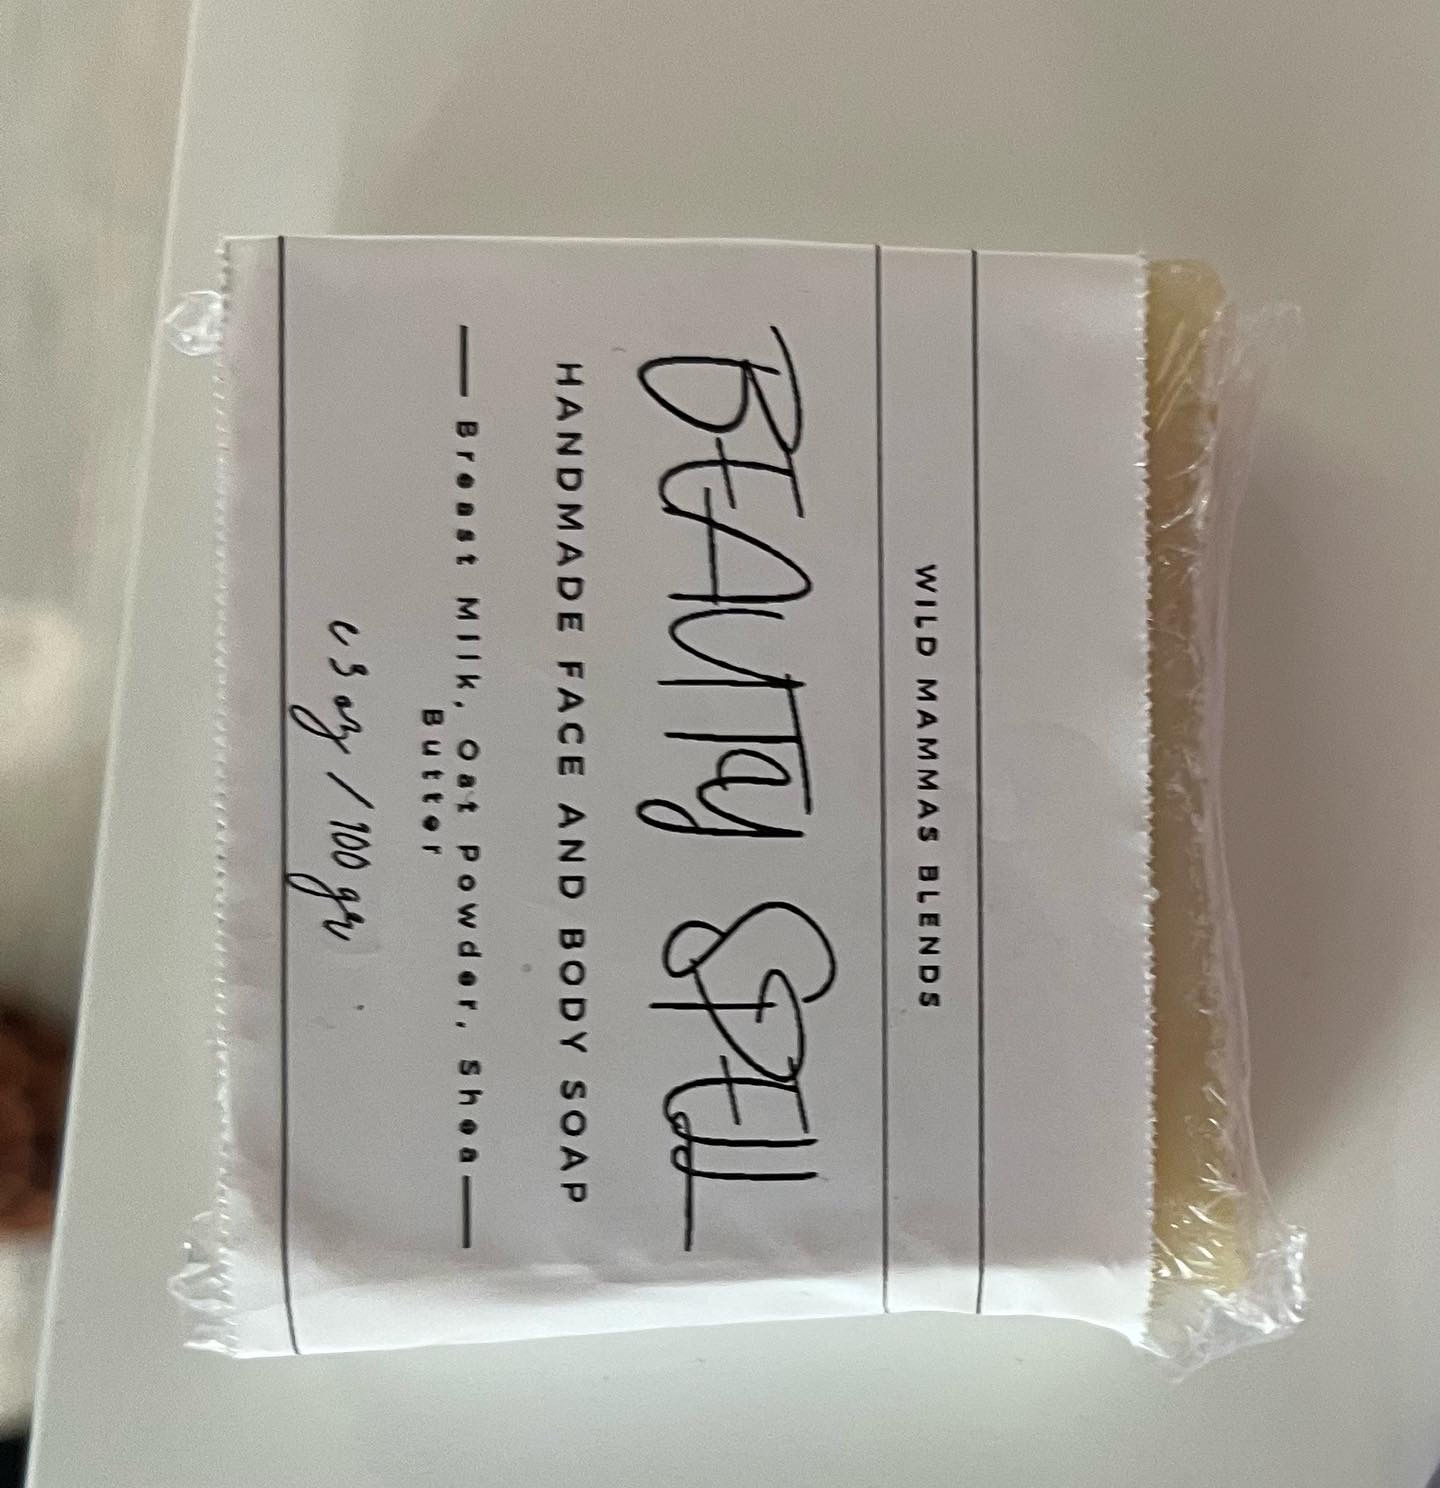 WILD MAMMAS BLENDS
BEAUTY SPELL
HANDMADE FACE AND BODY SOAP
Breast Milk, Oat Powder, Shea
Butter
c3 oz / 100 gr